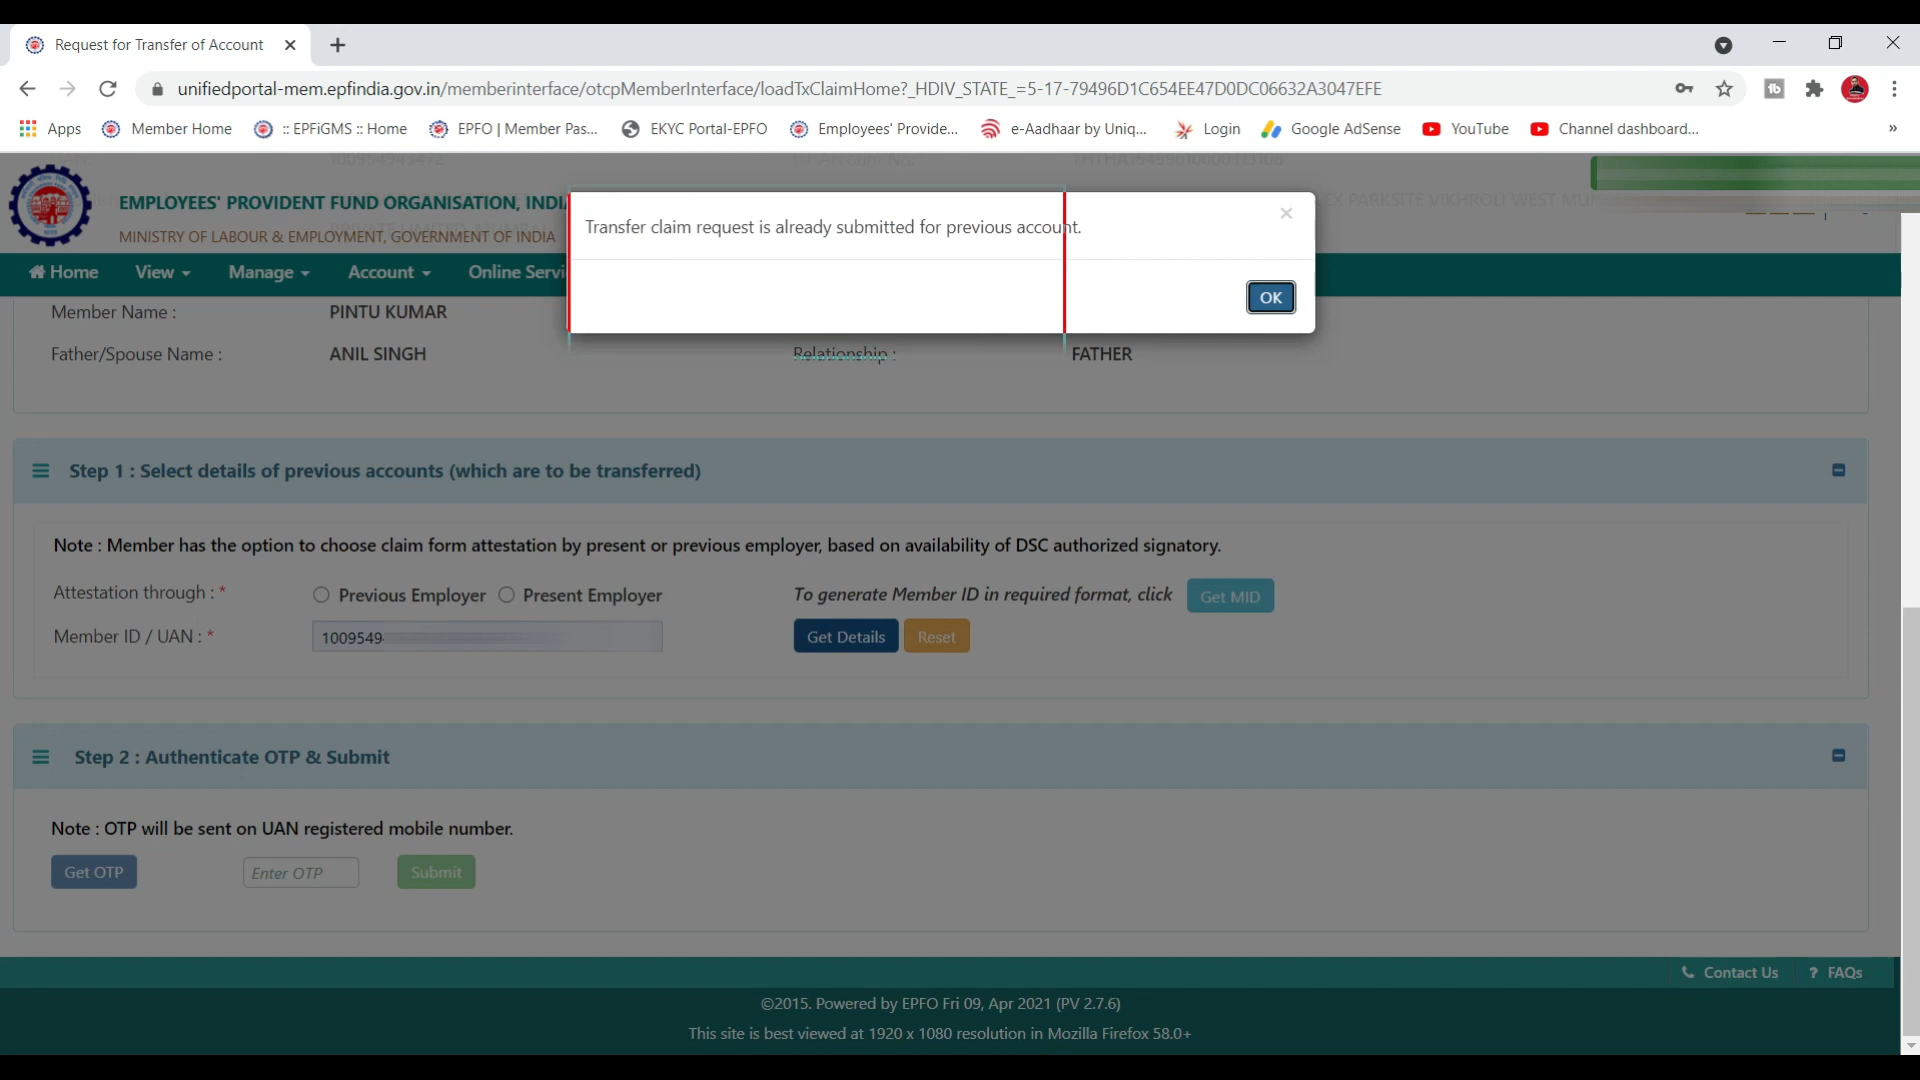 Request for Transfer of Account
unifiedportal-mem.epfindia.gov.in/memberinterface/otcpMemberInterface/loadTxClaimHome?_HDIV_STATE_=5-17-79496D1C654EE47D0DC06632A3047EFE
Apps Member Home :: EPFiGMS :: Home EPFO | Member Pas... EKYC Portal-EPFO Employees' Provide... e-Aadhaar by Uniq... Login Google AdSense YouTube Channel dashboard... »
PARKSITE VIKHROLI WEST
EMPLOYEES' PROVIDENT FUND ORGANISATION, INDI
MINISTRY OF LABOUR & EMPLOYMENT, GOVERNMENT OF INDIA
Transfer claim request is already submitted for previous account.
×
OK
Home View Manage Account Online Servi
Member Name : PINTU KUMAR
Father/Spouse Name : ANIL SINGH Relationship : FATHER
Step 1 : Select details of previous accounts (which are to be transferred)
Note : Member has the option to choose claim form attestation by present or previous employer, based on availability of DSC authorized signatory.
Attestation through : * Previous Employer Present Employer To generate Member ID in required format, click Get MID
Member ID / UAN : * 1009549 Get Details Reset
Step 2 : Authenticate OTP & Submit
Note : OTP will be sent on UAN registered mobile number.
Get OTP Enter OTP Submit
Contact Us ? FAQs
©2015. Powered by EPFO Fri 09, Apr 2021 (PV 2.7.6)
This site is best viewed at 1920 x 1080 resolution in Mozilla Firefox 58.0+